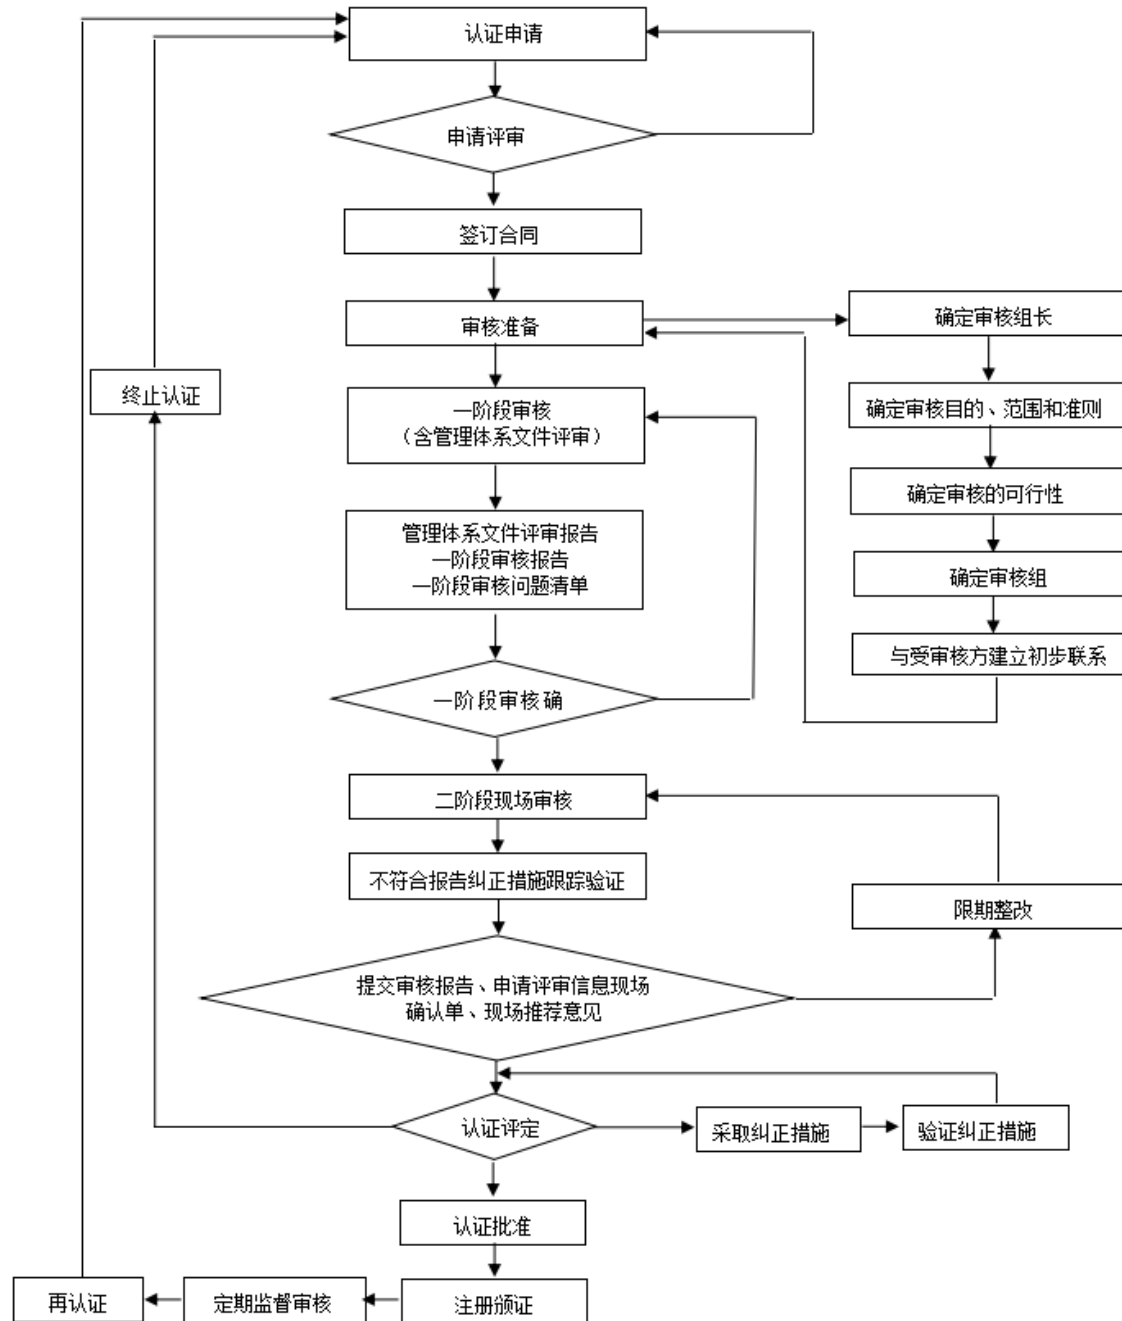 认证申请
申请评审
签订合同
审核准备
确定审核组长
终止认证
一阶段审核
（含管理体系文件评审）
确定审核目的、范围和准则
确定审核的可行性
管理体系文件评审报告
一阶段审核报告
一阶段审核问题清单
确定审核组
与受审核方建立初步联系
一阶段审核确
二阶段现场审核
不符合报告纠正措施跟踪验证
限期整改
提交审核报告、申请评审信息现场
确认单、现场推荐意见
认证评定
采取纠正措施
验证纠正措施
认证批准
再认证
定期监督审核
注册颁证